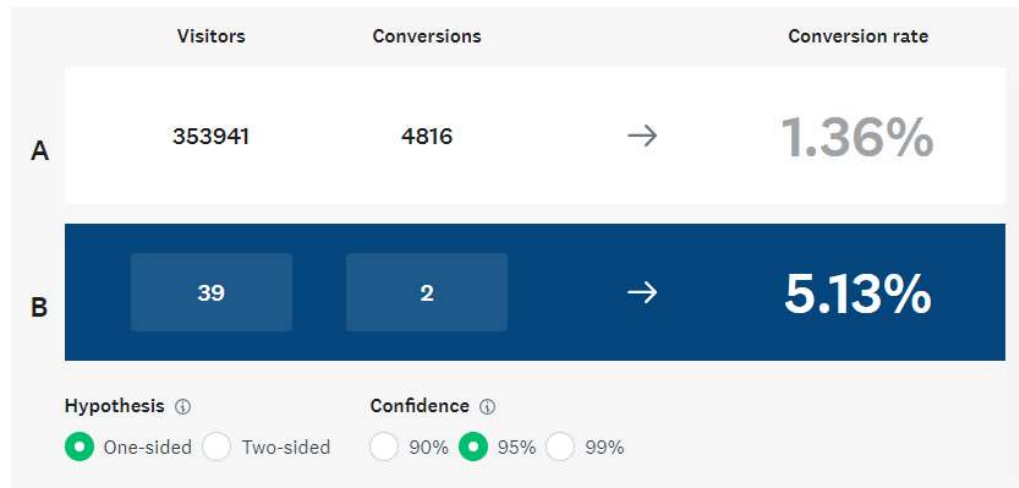 Visitors Conversions Conversion rate
A 353941 4816 → 1.36%
B 39 2 → 5.13%
Hypothesis ⓘ Confidence ⓘ
One-sided Two-sided 90% 95% 99%